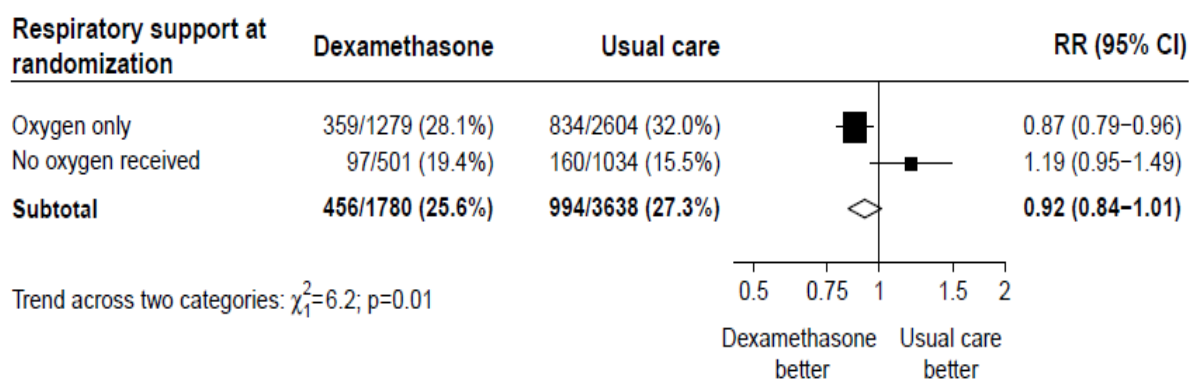 Respiratory support at
randomization Dexamethasone Usual care RR (95% CI)
Oxygen only 359/1279 (28.1%) 834/2604 (32.0%) 0.87 (0.79−0.96)
No oxygen received 97/501 (19.4%) 160/1034 (15.5%) 1.19 (0.95−1.49)
Subtotal 456/1780 (25.6%) 994/3638 (27.3%) 0.92 (0.84−1.01)
Trend across two categories: χ²₁=6.2; p=0.01
0.5 0.75 1 1.5 2
Dexamethasone Usual care
better better